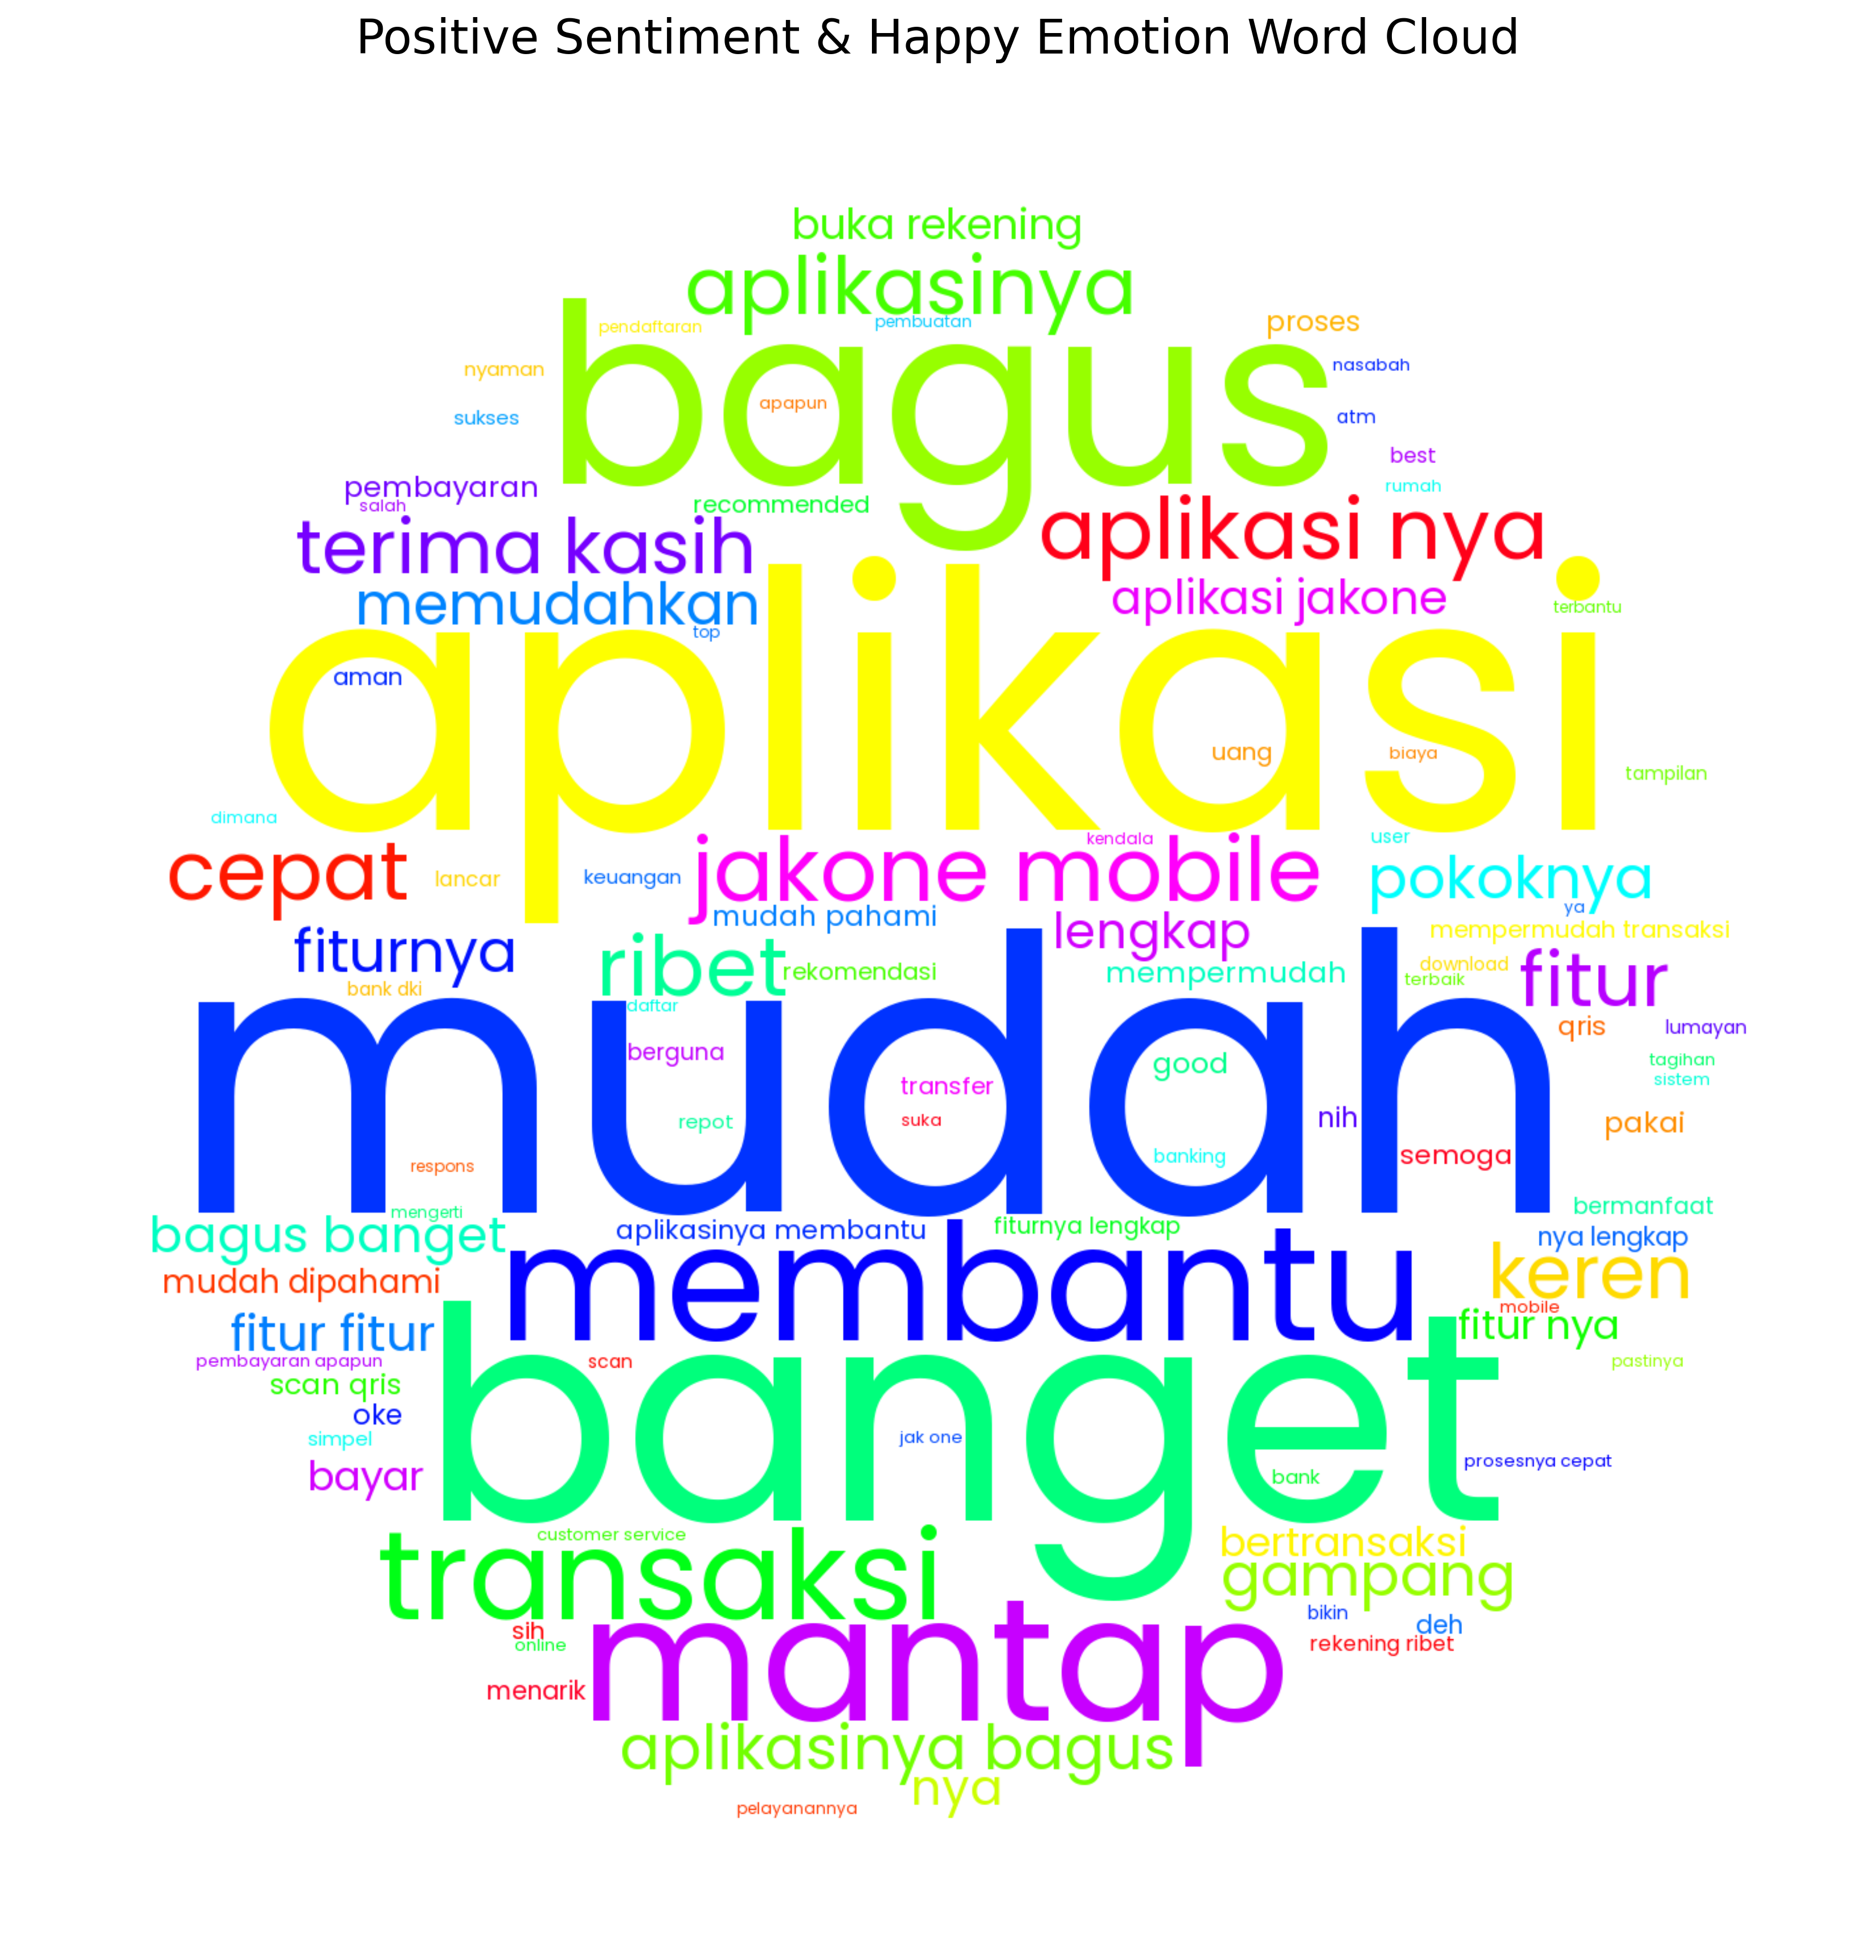 Positive Sentiment & Happy Emotion Word Cloud
buka rekening
aplikasinya
pendaftaran
pembuatan
proses
nyaman
bagus
nasabah
sukses
apapun
atm
best
rumah
pembayaran
salah
recommended
terima kasih
aplikasi nya
memudahkan
aplikasi jakone
terbantu
top
aplikasi
aman
uang
biaya
tampilan
dimana
kendala
user
cepat
lancar
keuangan
jakone mobile
pokoknya
ya
mudah pahami
lengkap
mempermudah transaksi
fiturnya
ribet
rekomendasi
mempermudah
download
terbaik
fitur
bank dki
daftar
mudah
qris
lumayan
berguna
good
tagihan
sistem
transfer
suka
repot
nih
pakai
respons
banking
semoga
mengerti
bermanfaat
bagus banget
aplikasinya membantu
fiturnya lengkap
nya lengkap
mudah dipahami
membantu
keren
mobile
fitur fitur
fitur nya
pembayaran apapun
scan
pastinya
scan qris
oke
banget
simpel
jak one
bayar
bank
prosesnya cepat
customer service
transaksi
bertransaksi
gampang
bikin
deh
sih
online
rekening ribet
mantap
menarik
aplikasinya bagus
nya
pelayanannya